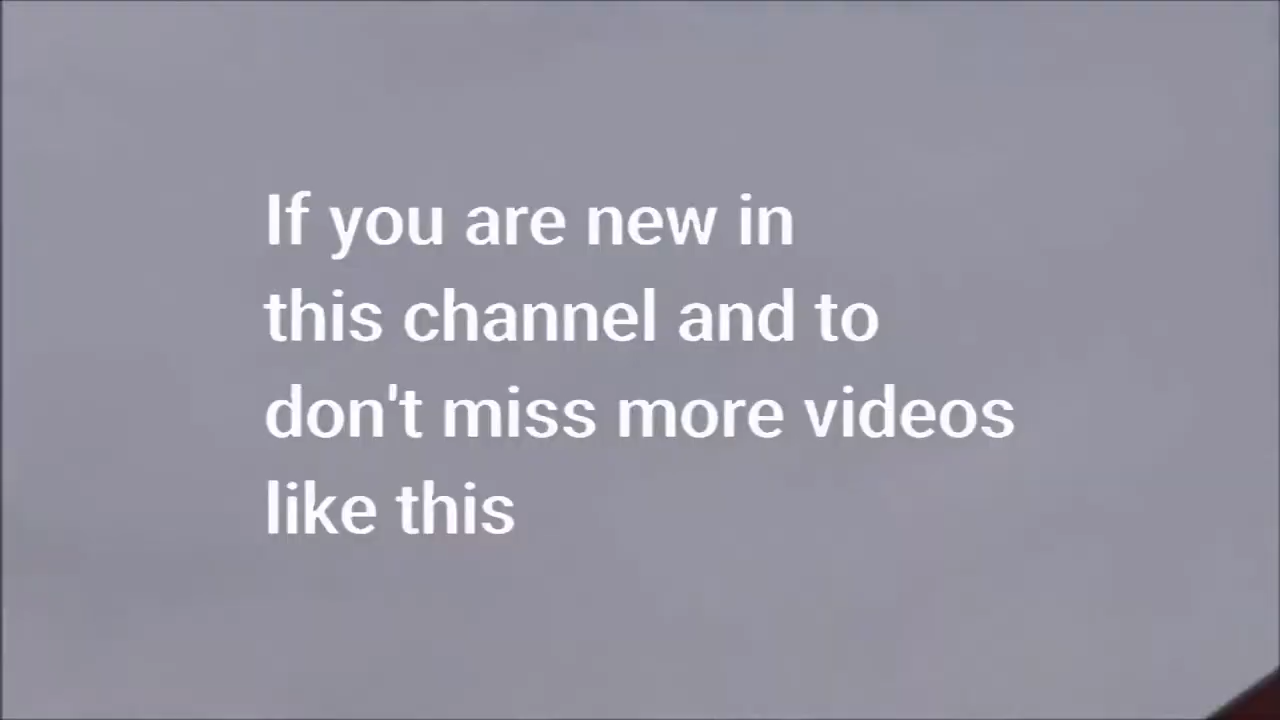 If you are new in
this channel and to
don't miss more videos
like this